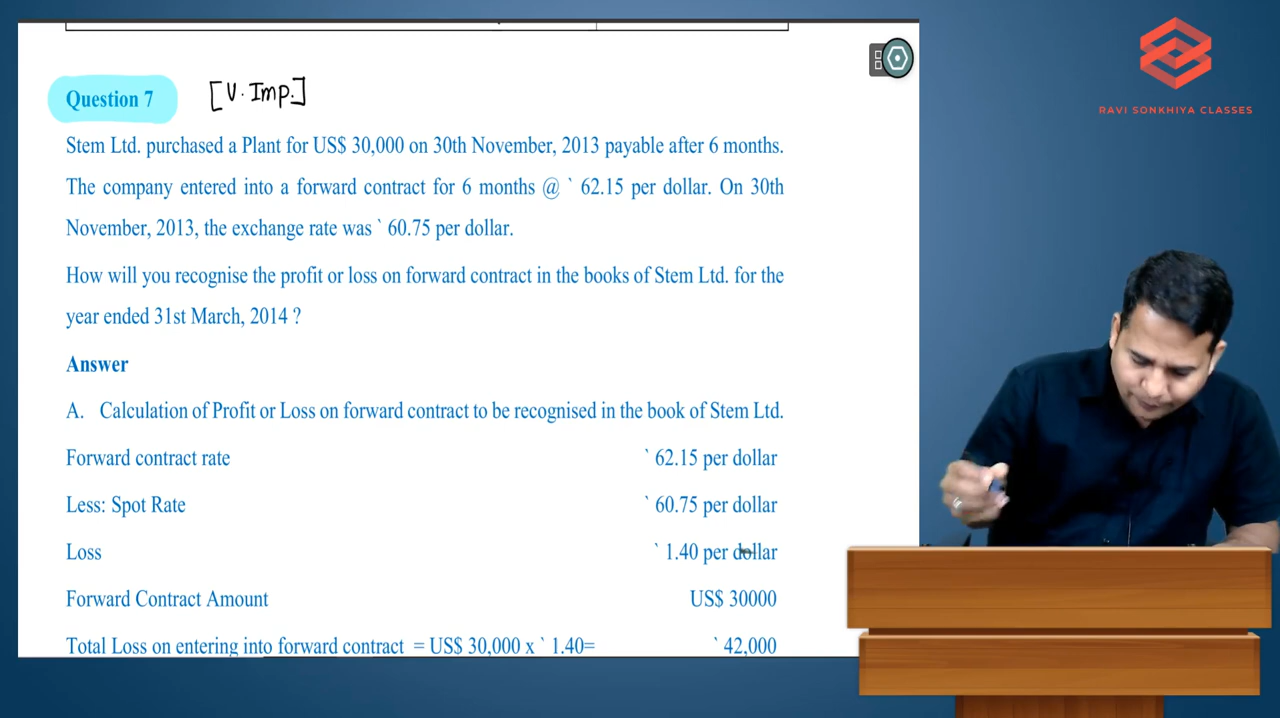 RAVI SONKHIYA CLASSES
Question 7 [V. Imp.]
Stem Ltd. purchased a Plant for US$ 30,000 on 30th November, 2013 payable after 6 months.
The company entered into a forward contract for 6 months @ ` 62.15 per dollar. On 30th
November, 2013, the exchange rate was ` 60.75 per dollar.
How will you recognise the profit or loss on forward contract in the books of Stem Ltd. for the
year ended 31st March, 2014 ?
Answer
A. Calculation of Profit or Loss on forward contract to be recognised in the book of Stem Ltd.
Forward contract rate ` 62.15 per dollar
Less: Spot Rate ` 60.75 per dollar
Loss ` 1.40 per dollar
Forward Contract Amount US$ 30000
Total Loss on entering into forward contract = US$ 30,000 x ` 1.40= ` 42,000